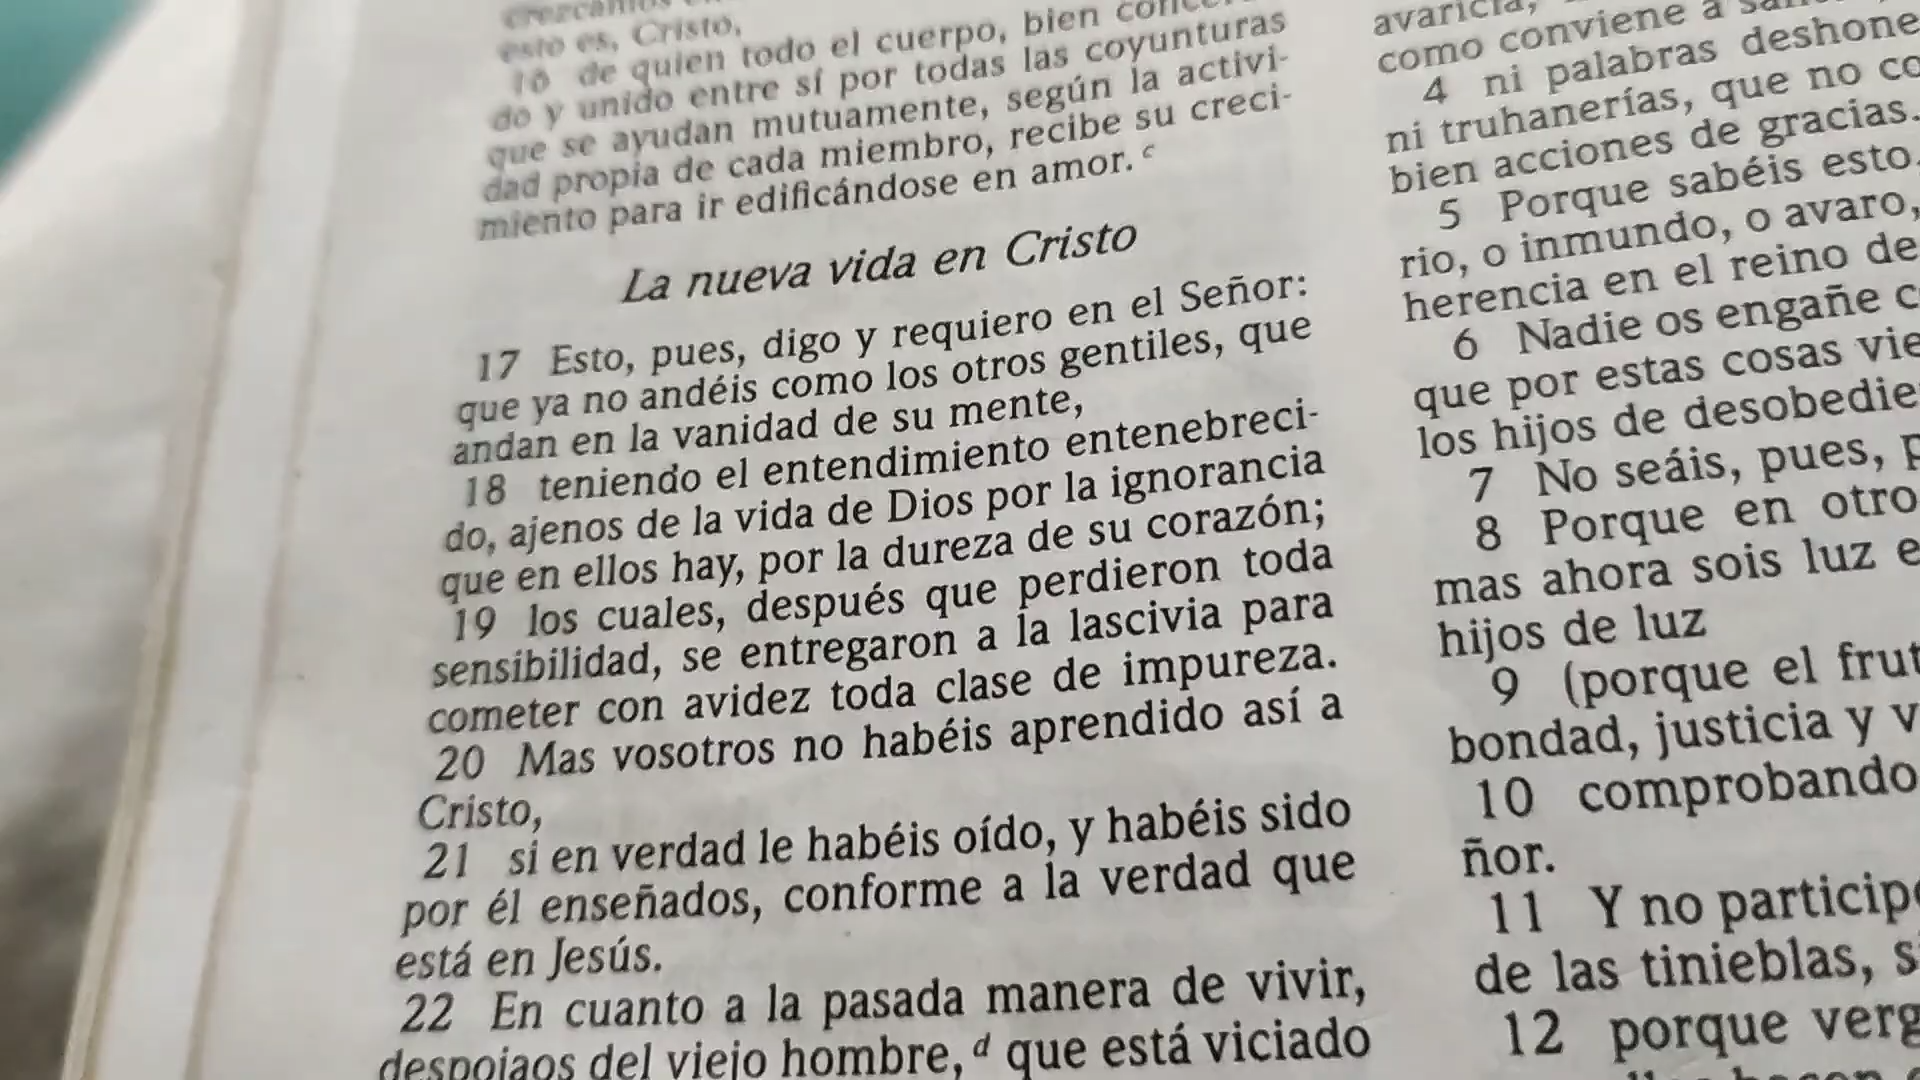 esto es, Cristo,
16 de quien todo el cuerpo, bien
do y unido entre sí por todas las coyunturas
que se ayudan mutuamente, según la activi-
dad propia de cada miembro, recibe su creci-
miento para ir edificándose en amor. c
La nueva vida en Cristo
17 Esto, pues, digo y requiero en el Señor:
que ya no andéis como los otros gentiles, que
andan en la vanidad de su mente,
18 teniendo el entendimiento entenebreci-
do, ajenos de la vida de Dios por la ignorancia
que en ellos hay, por la dureza de su corazón;
19 los cuales, después que perdieron toda
sensibilidad, se entregaron a la lascivia para
cometer con avidez toda clase de impureza.
20 Mas vosotros no habéis aprendido así a
Cristo,
21 si en verdad le habéis oído, y habéis sido
por él enseñados, conforme a la verdad que
está en Jesús.
22 En cuanto a la pasada manera de vivir,
despojaos del viejo hombre, d que está viciado
avaricia,
como conviene a
4 ni palabras deshone
ni truhanerías, que no co
bien acciones de gracias.
5 Porque sabéis esto,
rio, o inmundo, o avaro,
herencia en el reino de
6 Nadie os engañe c
que por estas cosas vie
los hijos de desobedie
7 No seáis, pues, p
8 Porque en otro
mas ahora sois luz e
hijos de luz
9 (porque el frut
bondad, justicia y v
10 comprobando
ñor.
11 Y no particip
de las tinieblas, s
12 porque verg